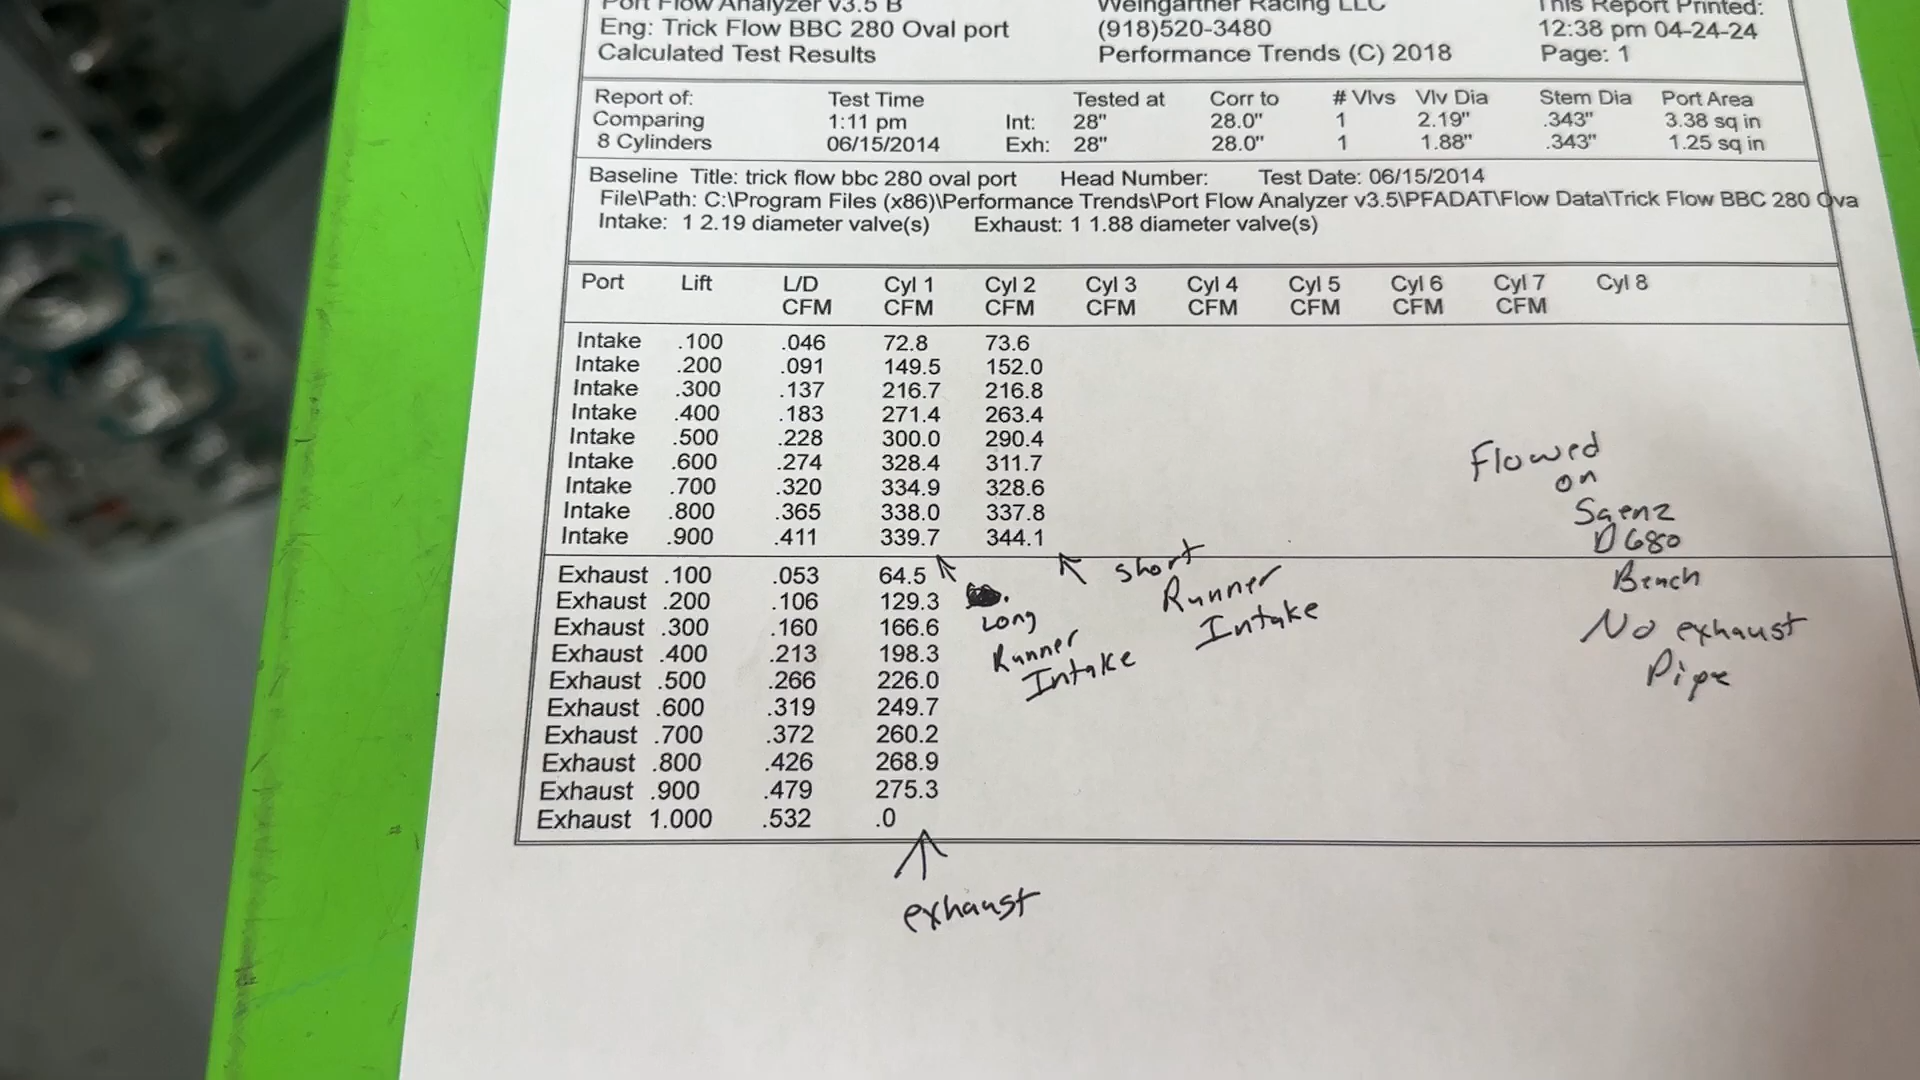 Port Flow Analyzer v3.5 B Weingartner Racing LLC This Report Printed:
Eng: Trick Flow BBC 280 Oval port (918)520-3480 12:38 pm 04-24-24
Calculated Test Results Performance Trends (C) 2018 Page: 1
Report of: Test Time Tested at Corr to # Vlvs Vlv Dia Stem Dia Port Area
Comparing 1:11 pm Int: 28" 28.0" 1 2.19" .343" 3.38 sq in
8 Cylinders 06/15/2014 Exh: 28" 28.0" 1 1.88" .343" 1.25 sq in
Baseline Title: trick flow bbc 280 oval port Head Number: Test Date: 06/15/2014
File\Path: C:\Program Files (x86)\Performance Trends\Port Flow Analyzer v3.5\PFADAT\Flow Data\Trick Flow BBC 280 Ova
Intake: 1 2.19 diameter valve(s) Exhaust: 1 1.88 diameter valve(s)
Port Lift L/D Cyl 1 Cyl 2 Cyl 3 Cyl 4 Cyl 5 Cyl 6 Cyl 7 Cyl 8
CFM CFM CFM CFM CFM CFM CFM CFM
Intake .100 .046 72.8 73.6
Intake .200 .091 149.5 152.0
Intake .300 .137 216.7 216.8
Intake .400 .183 271.4 263.4
Intake .500 .228 300.0 290.4
Intake .600 .274 328.4 311.7
Intake .700 .320 334.9 328.6
Intake .800 .365 338.0 337.8
Intake .900 .411 339.7 344.1
Exhaust .100 .053 64.5
Exhaust .200 .106 129.3
Exhaust .300 .160 166.6
Exhaust .400 .213 198.3
Exhaust .500 .266 226.0
Exhaust .600 .319 249.7
Exhaust .700 .372 260.2
Exhaust .800 .426 268.9
Exhaust .900 .479 275.3
Exhaust 1.000 .532 .0
Long
Runner
Intake
short
Runner
Intake
Flowed
on
Saenz
D680
Bench
No exhaust
Pipe
exhaust